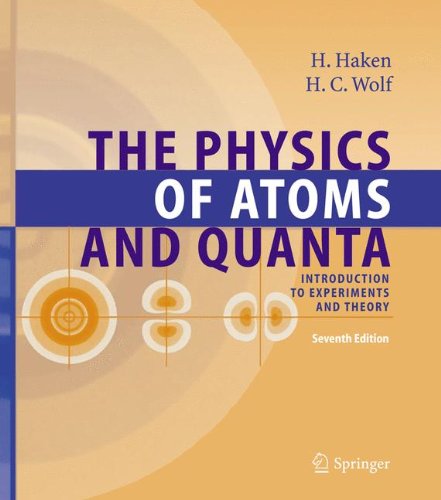 H. Haken
H. C. Wolf
THE PHYSICS
OF ATOMS
AND QUANTA
INTRODUCTION
TO EXPERIMENTS
AND THEORY
Seventh Edition
Springer